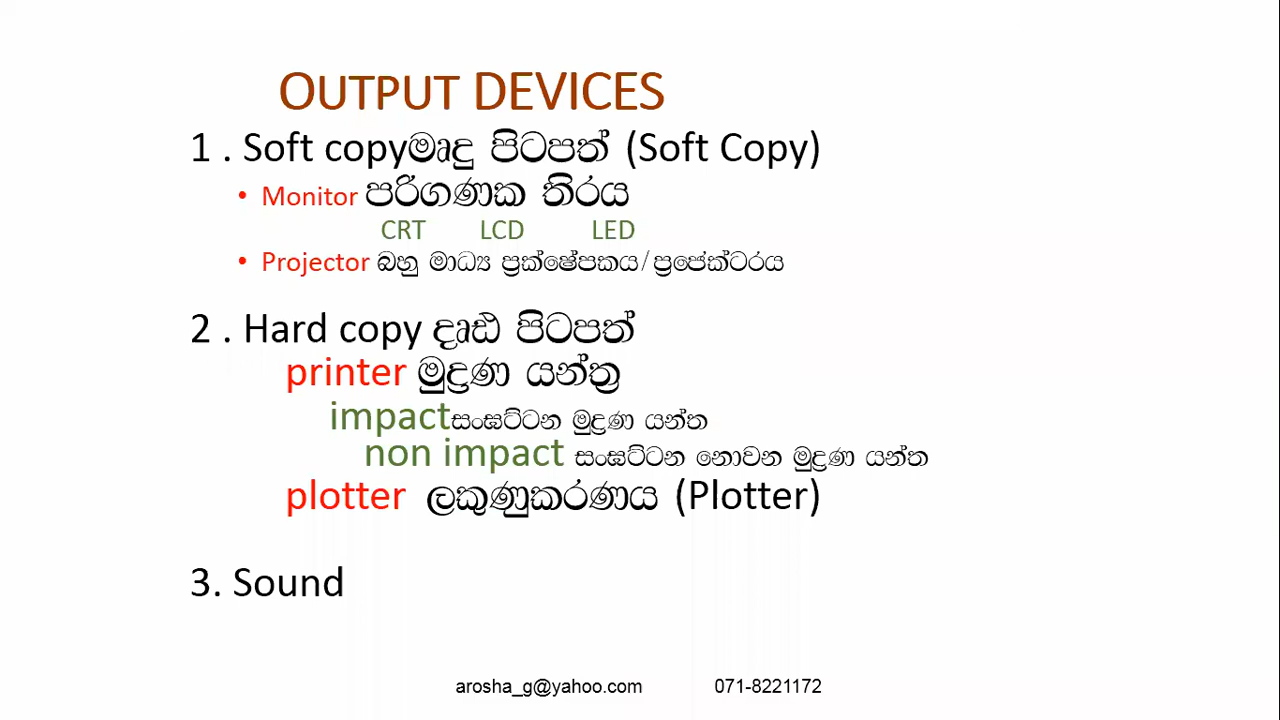 OUTPUT DEVICES
1 . Soft copyමෘදු පිටපත් (Soft Copy)
• Monitor පරිගණක තිරය
CRT LCD LED
• Projector බහු මාධ්‍ය ප්‍රක්ෂේපකය/ප්‍රජෙක්ටරය
2 . Hard copy දෘඪ පිටපත්
printer මුද්‍රණ යන්ත්‍ර
impactසංඝට්ටන මුද්‍රණ යන්ත
non impact සංඝට්ටන නොවන මුද්‍රණ යන්ත
plotter ලකුණුකරණය (Plotter)
3. Sound
arosha_g@yahoo.com 071-8221172